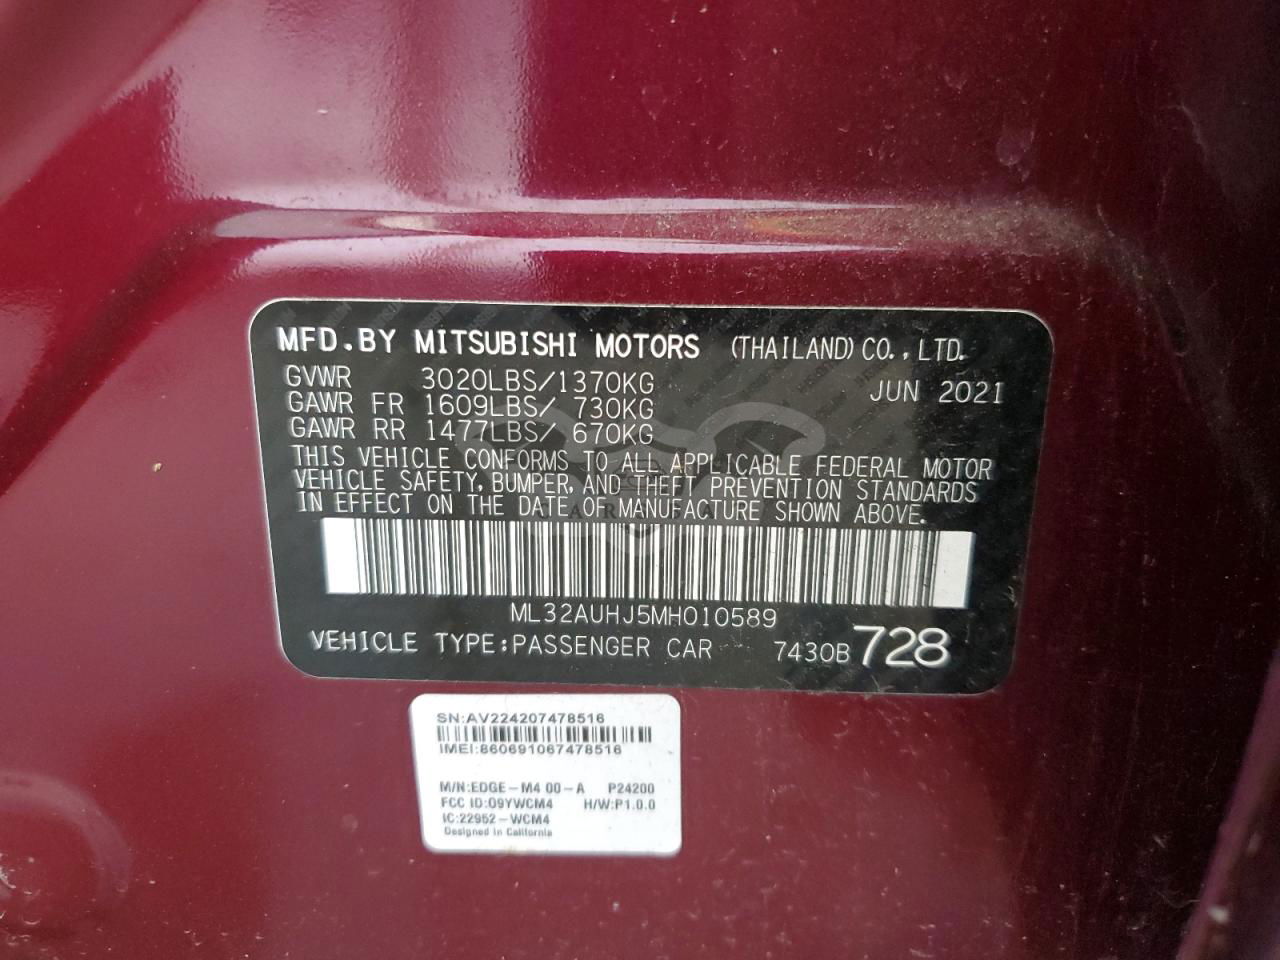 MFD.BY MITSUBISHI MOTORS (THAILAND) CO., LTD.
GVWR 3020LBS/1370KG JUN 2021
GAWR FR 1609LBS/ 730KG
GAWR RR 1477LBS/ 670KG
THIS VEHICLE CONFORMS TO ALL APPLICABLE FEDERAL MOTOR
VEHICLE SAFETY, BUMPER, AND THEFT PREVENTION STANDARDS
IN EFFECT ON THE DATE OF MANUFACTURE SHOWN ABOVE.
ML32AUHJ5MH010589
VEHICLE TYPE:PASSENGER CAR 7430B 728
SN:AV224207478516
IMEI:860691067478516
M/N:EDGE-M4 00-A P24200
FCC ID:O9YWCM4 H/W:P1.0.0
IC:22952-WCM4
Designed in California